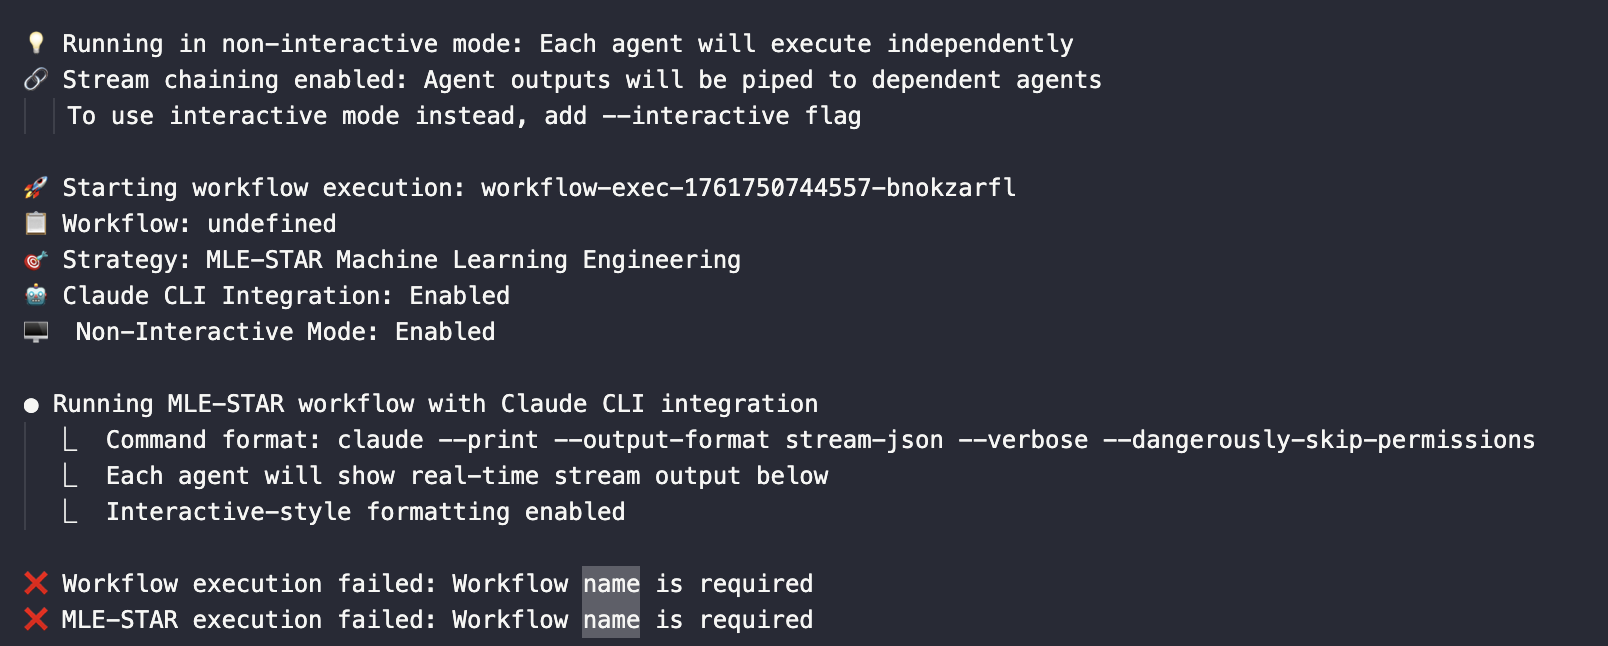 💡 Running in non-interactive mode: Each agent will execute independently
🔗 Stream chaining enabled: Agent outputs will be piped to dependent agents
To use interactive mode instead, add --interactive flag
🚀 Starting workflow execution: workflow-exec-1761750744557-bnokzarfl
📋 Workflow: undefined
🎯 Strategy: MLE-STAR Machine Learning Engineering
🤖 Claude CLI Integration: Enabled
🖥️ Non-Interactive Mode: Enabled
● Running MLE-STAR workflow with Claude CLI integration
⎿ Command format: claude --print --output-format stream-json --verbose --dangerously-skip-permissions
⎿ Each agent will show real-time stream output below
⎿ Interactive-style formatting enabled
❌ Workflow execution failed: Workflow name is required
❌ MLE-STAR execution failed: Workflow name is required